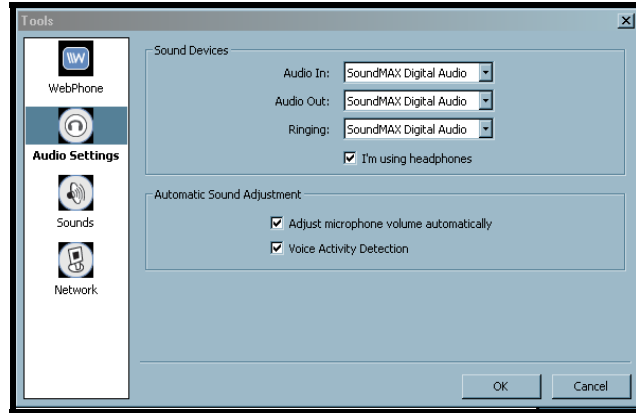 Tools
WebPhone
Audio Settings
Sounds
Network
Sound Devices
Audio In: SoundMAX Digital Audio
Audio Out: SoundMAX Digital Audio
Ringing: SoundMAX Digital Audio
I'm using headphones
Automatic Sound Adjustment
Adjust microphone volume automatically
Voice Activity Detection
OK Cancel